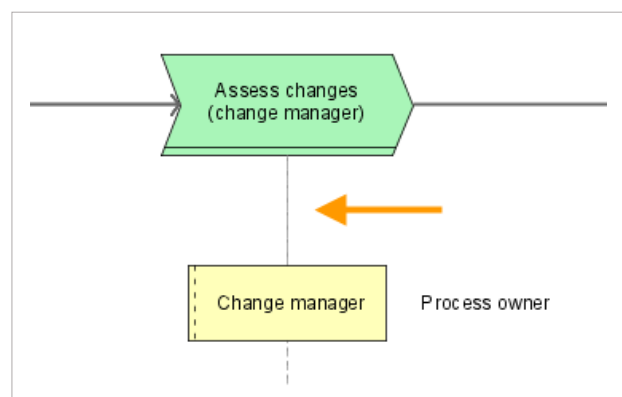 Assess changes
(change manager)
Change manager
Process owner